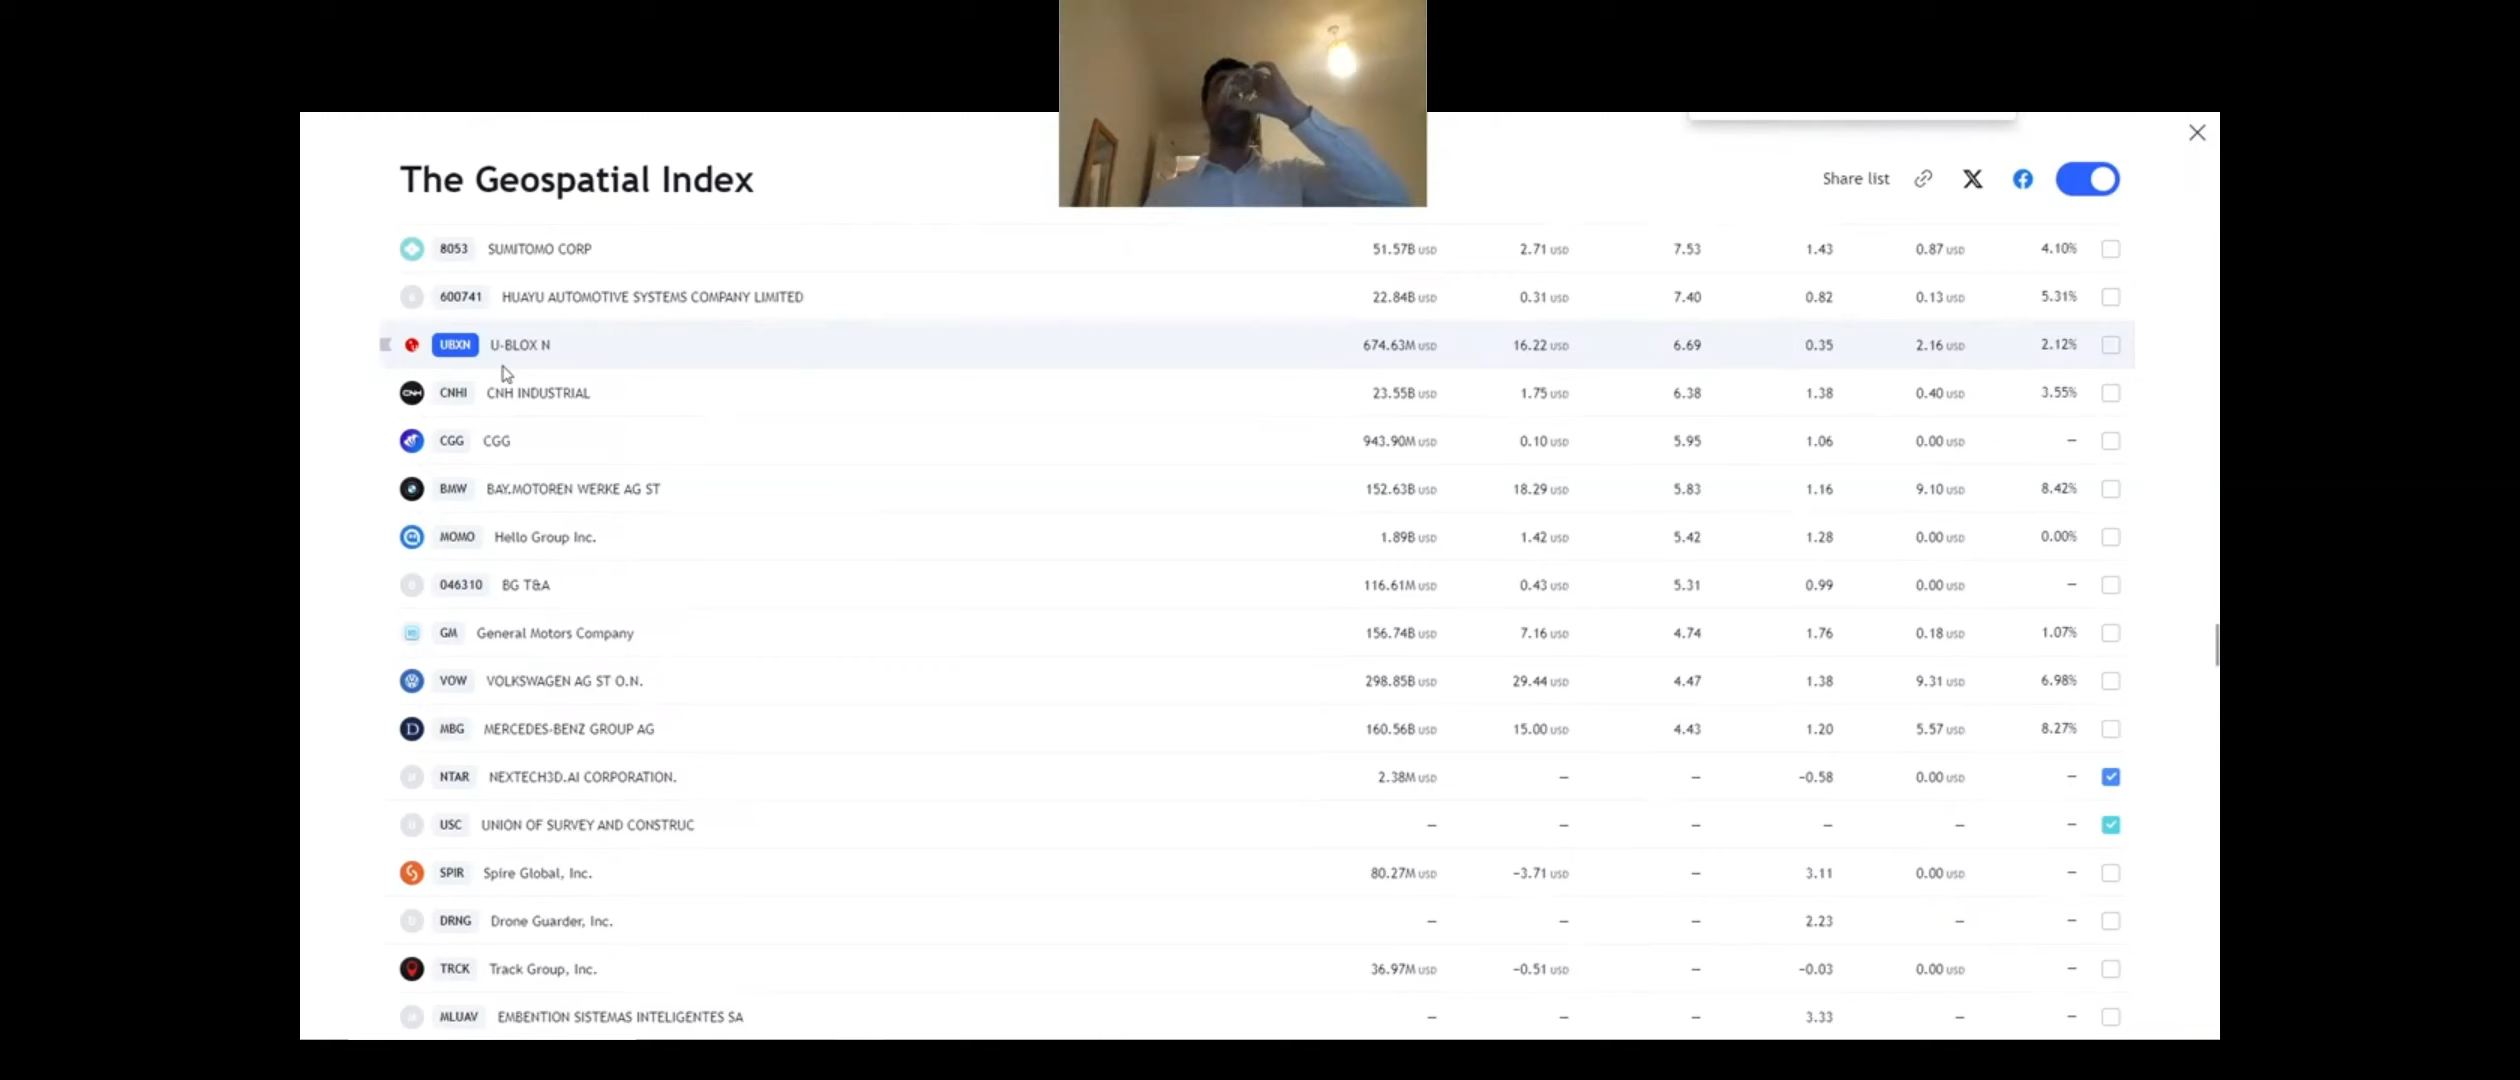 The Geospatial Index
Share list
8053 SUMITOMO CORP 51.57B USD 2.71 USD 7.53 1.43 0.87 USD 4.10%
600741 HUAYU AUTOMOTIVE SYSTEMS COMPANY LIMITED 22.84B USD 0.31 USD 7.40 0.82 0.13 USD 5.31%
UBXN U-BLOX N 674.63M USD 16.22 USD 6.69 0.35 2.16 USD 2.12%
CNH CNHI CNH INDUSTRIAL 23.55B USD 1.75 USD 6.38 1.38 0.40 USD 3.55%
CGG CGG 943.90M USD 0.10 USD 5.95 1.06 0.00 USD —
BMW BAY.MOTOREN WERKE AG ST 152.63B USD 18.29 USD 5.83 1.16 9.10 USD 8.42%
MOMO Hello Group Inc. 1.89B USD 1.42 USD 5.42 1.28 0.00 USD 0.00%
046310 BG T&A 116.61M USD 0.43 USD 5.31 0.99 0.00 USD —
GM General Motors Company 156.74B USD 7.16 USD 4.74 1.76 0.18 USD 1.07%
VOW VOLKSWAGEN AG ST O.N. 298.85B USD 29.44 USD 4.47 1.38 9.31 USD 6.98%
D MBG MERCEDES-BENZ GROUP AG 160.56B USD 15.00 USD 4.43 1.20 5.57 USD 8.27%
NTAR NEXTECH3D.AI CORPORATION. 2.38M USD — — −0.58 0.00 USD —
USC UNION OF SURVEY AND CONSTRUC — — — — — —
SPIR Spire Global, Inc. 80.27M USD −3.71 USD — 3.11 0.00 USD —
DRNG Drone Guarder, Inc. — — — 2.23 — —
TRCK Track Group, Inc. 36.97M USD −0.51 USD — −0.03 0.00 USD —
MLUAV EMBENTION SISTEMAS INTELIGENTES SA — — — 3.33 — —